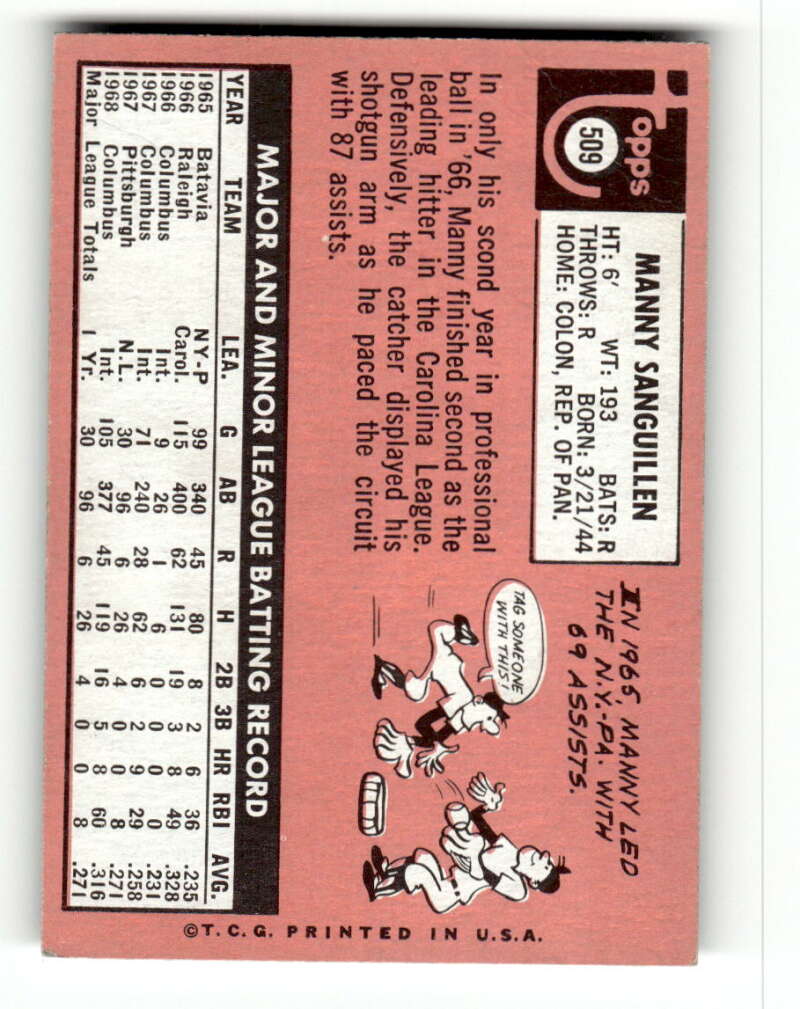 Topps
509
MANNY SANGUILLEN
HT: 6' WT: 193 BATS: R
THROWS: R BORN: 3/21/44
HOME: COLON, REP. OF PAN.
In only his scond year in professional
ball in '66, Manny finished second as the
leading hitter in the Carolina League.
Defensively, the catcher displayed his
shotgun arm as he paced the circuit
with 87 assists.
IN 1965, MANNY LED
THE N.Y.-PA. WITH
69 ASSISTS.
TAG SOMEONE
WITH THIS!
MAJOR AND MINOR LEAGUE BATTING RECORD
YEAR TEAM LEA. G AB R H 2B 3B HR RBI AVG.
1965 Batavia NY-P 99 340 45 80 8 2 6 36 .235
1966 Raleigh Carol. 115 400 62 131 19 3 8 49 .328
1966 Columbus Int. 9 26 1 6 0 0 0 0 .231
1967 Columbus Int. 71 240 28 62 6 2 9 29 .258
1967 Pittsburgh N.L. 30 96 6 26 4 0 0 8 .271
1968 Columbus Int. 105 377 45 119 16 5 8 60 .316
Major League Totals 1 Yr. 30 96 6 26 4 0 0 8 .271
©T.C.G. PRINTED IN U.S.A.